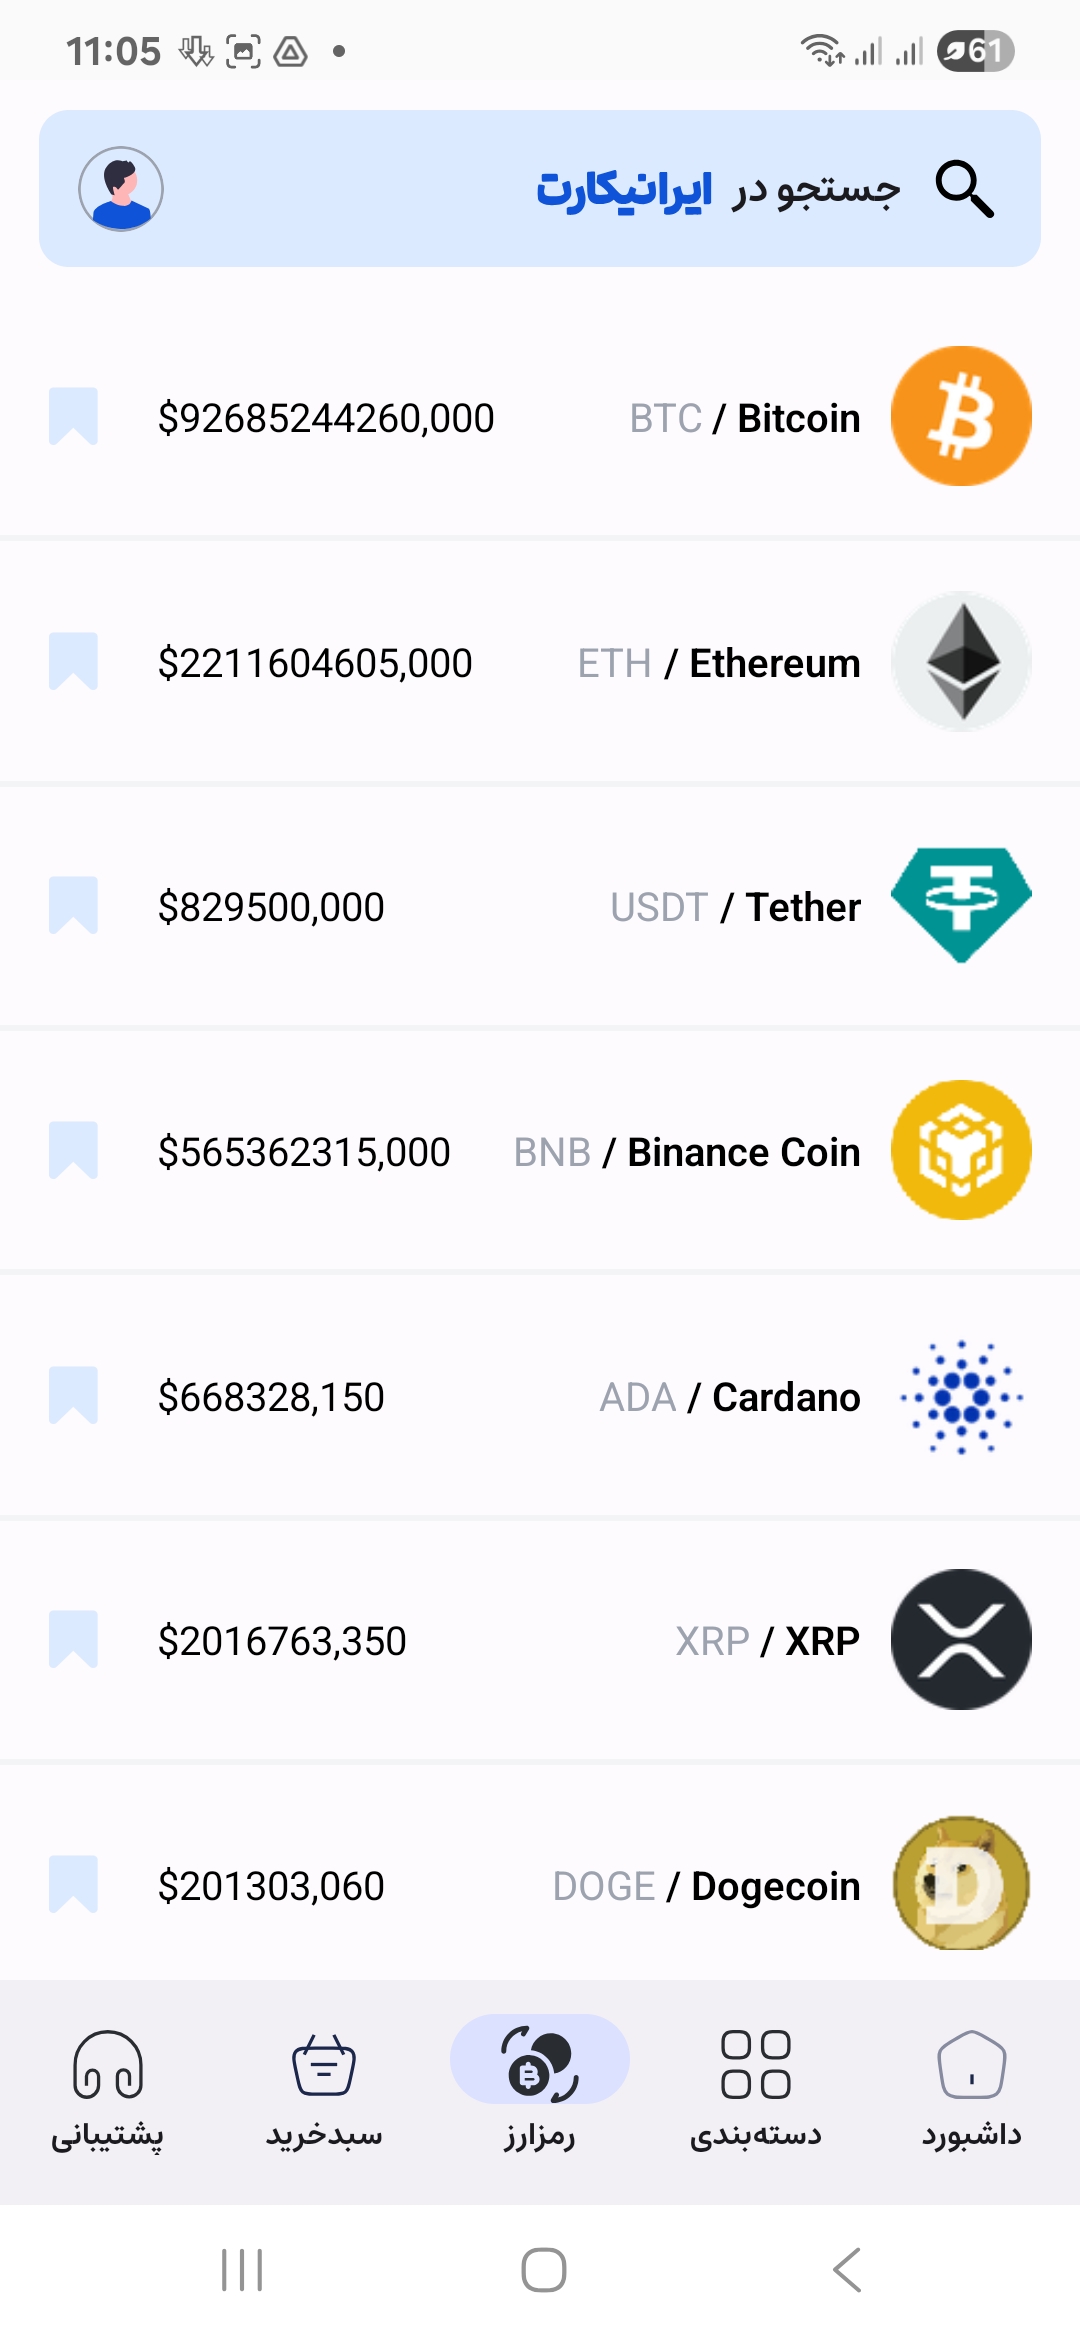 11:05
61
جستجو در ایرانیکارت
$92685244260,000 BTC / Bitcoin
$2211604605,000 ETH / Ethereum
$829500,000 USDT / Tether
$565362315,000 BNB / Binance Coin
$668328,150 ADA / Cardano
$2016763,350 XRP / XRP
$201303,060 DOGE / Dogecoin
داشبورد
دسته‌بندی
رمزارز
سبدخرید
پشتیبانی